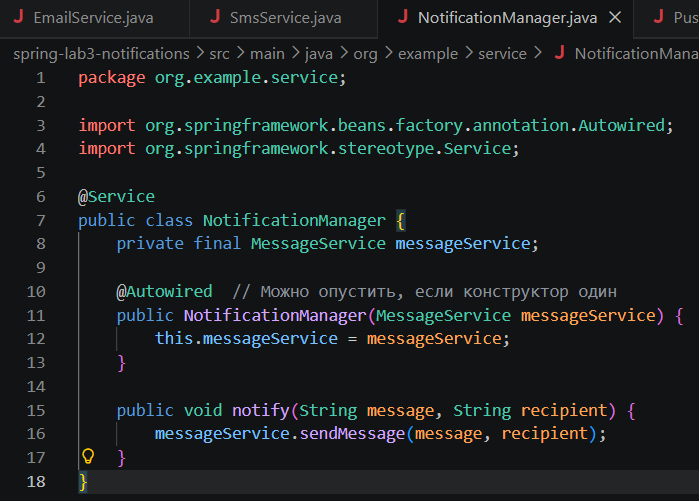 EmailService.java SmsService.java NotificationManager.java Pus
spring-lab3-notifications > src > main > java > org > example > service > NotificationMana
1 package org.example.service;
2
3 import org.springframework.beans.factory.annotation.Autowired;
4 import org.springframework.stereotype.Service;
5
6 @Service
7 public class NotificationManager {
8     private final MessageService messageService;
9
10     @Autowired  // Можно опустить, если конструктор один
11     public NotificationManager(MessageService messageService) {
12         this.messageService = messageService;
13     }
14
15     public void notify(String message, String recipient) {
16         messageService.sendMessage(message, recipient);
17     }
18 }